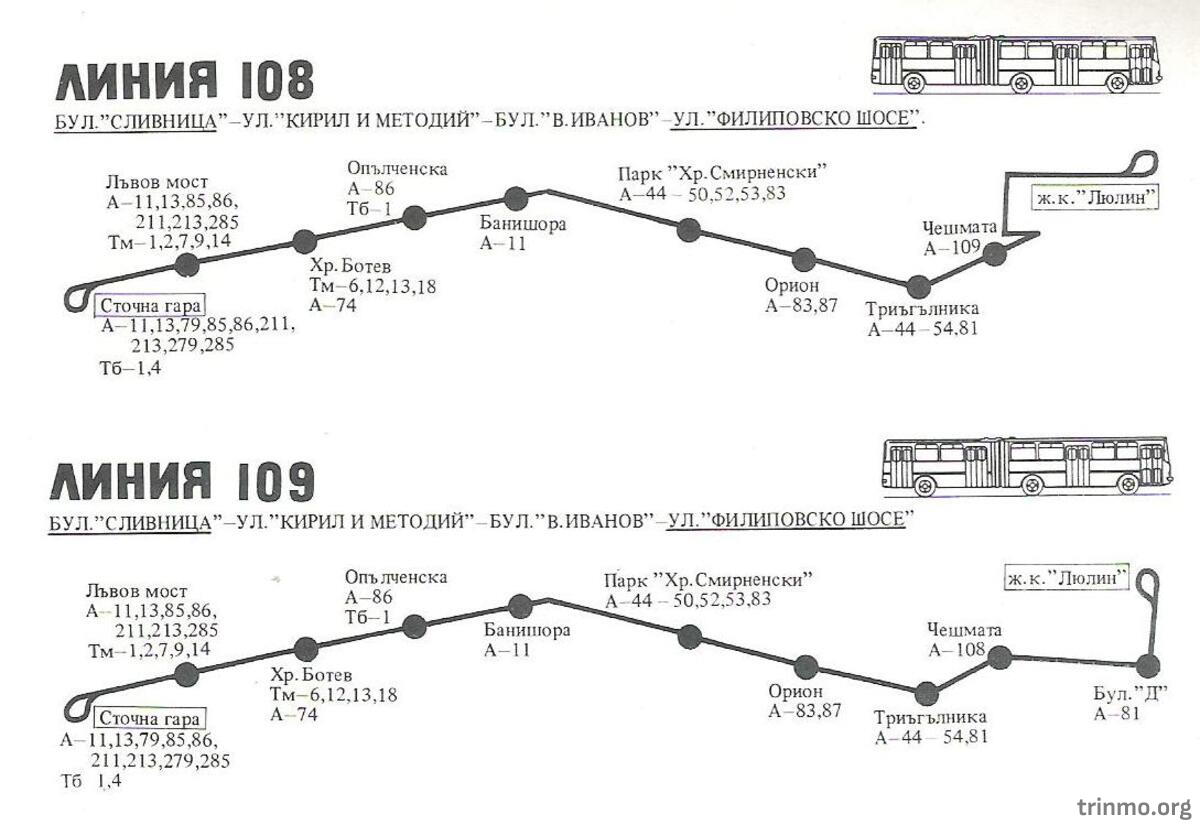 ЛИНИЯ 108
БУЛ."СЛИВНИЦА"–УЛ."КИРИЛ И МЕТОДИЙ"–БУЛ."В.ИВАНОВ"–УЛ."ФИЛИПОВСКО ШОСЕ".
Лъвов мост
А–11,13,85,86,
211,213,285
Тм–1,2,7,9,14
Опълченска
А–86
Тб–1
Парк "Хр.Смирненски"
А–44 – 50,52,53,83
ж.к."Люлин"
Банишора
А–11
Чешмата
А–109
Хр.Ботев
Тм–6,12,13,18
А–74
Орион
А–83,87
Триъгълника
А–44 – 54,81
Сточна гара
А–11,13,79,85,86,211,
213,279,285
Тб–1,4
ЛИНИЯ 109
БУЛ."СЛИВНИЦА"–УЛ."КИРИЛ И МЕТОДИЙ"–БУЛ."В.ИВАНОВ"–УЛ."ФИЛИПОВСКО ШОСЕ"
Лъвов мост
А–11,13,85,86,
211,213,285
Тм–1,2,7,9,14
Опълченска
А–86
Тб–1
Парк "Хр.Смирненски"
А–44 – 50,52,53,83
ж.к."Люлин"
Банишора
А–11
Чешмата
А–108
Хр.Ботев
Тм–6,12,13,18
А–74
Орион
А–83,87
Триъгълника
А–44 – 54,81
Бул."Д"
А–81
Сточна гара
А–11,13,79,85,86,
211,213,279,285
Тб 1,4
trinmo.org